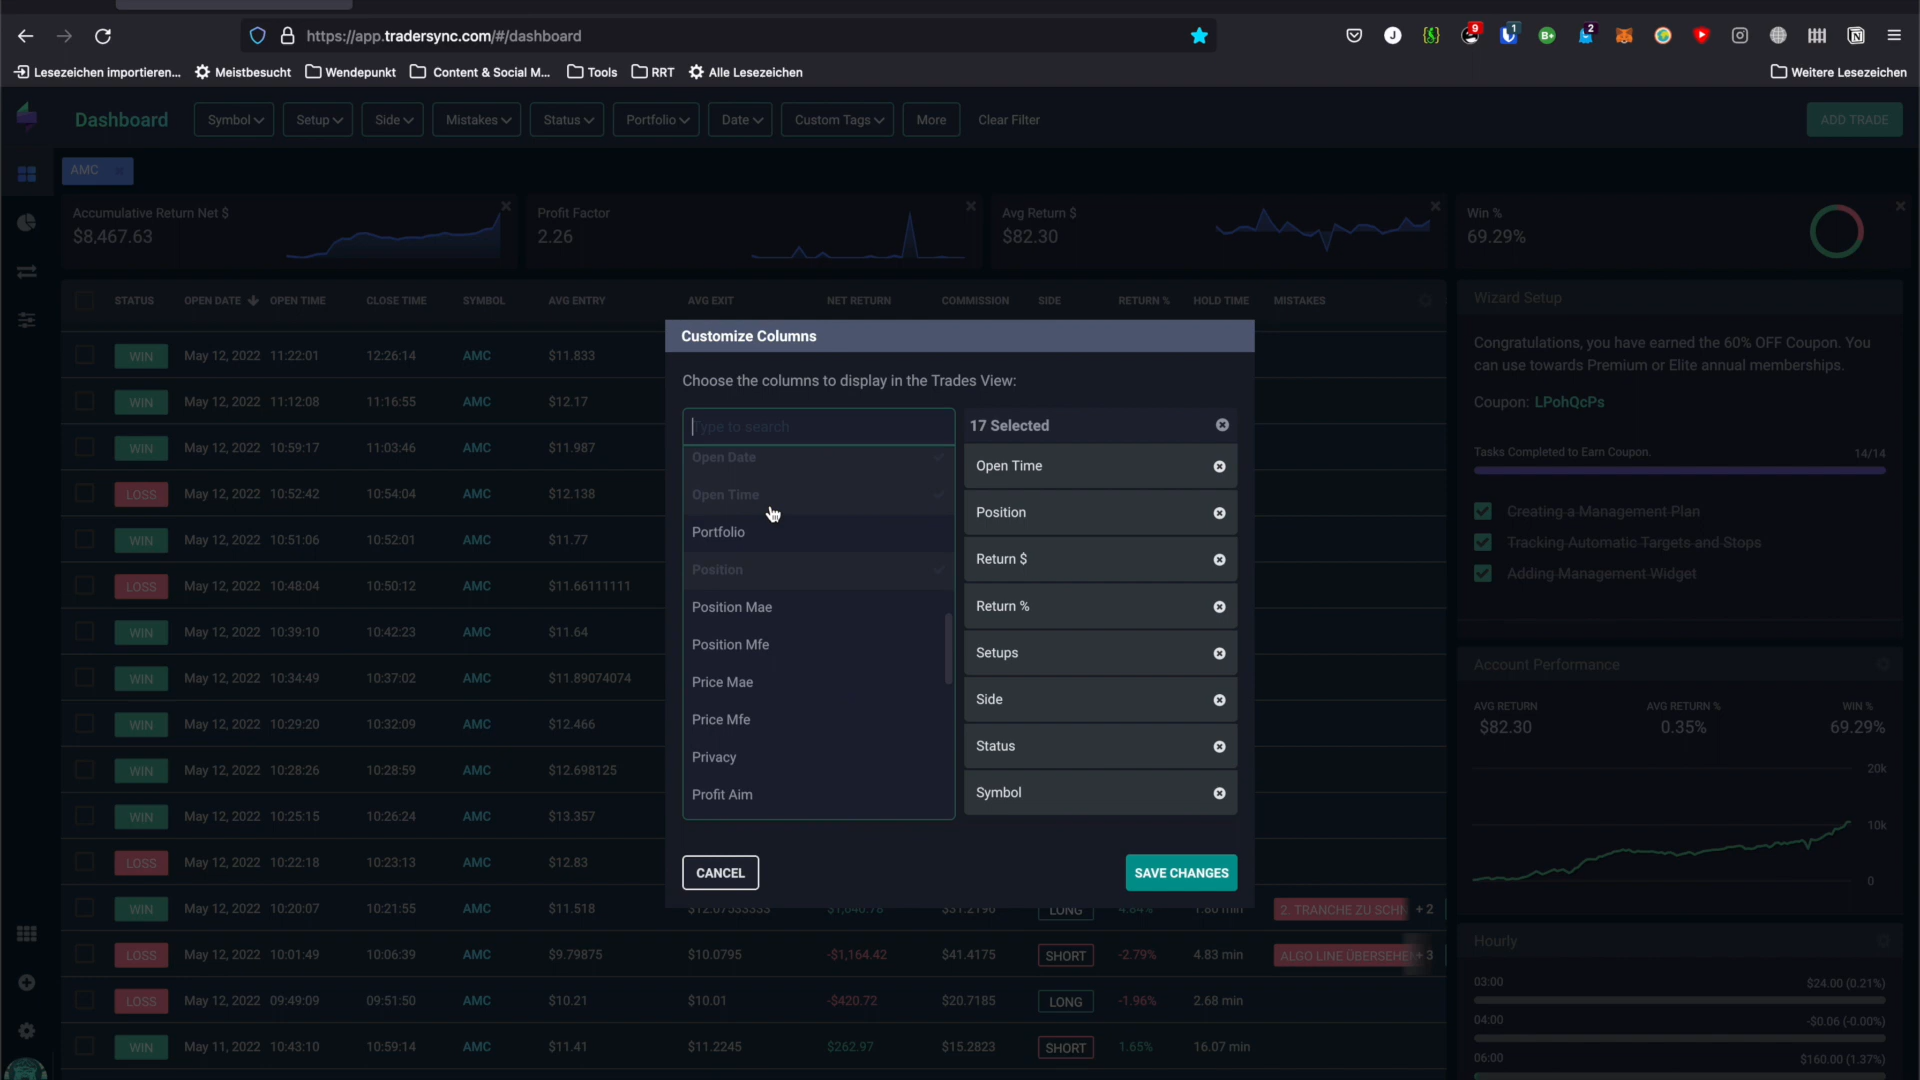 https://app.tradersync.com/#/dashboard
J
9
1
B+
2
Lesezeichen importieren...
Meistbesucht
Wendepunkt
Content & Social M...
Tools
RRT
Alle Lesezeichen
Weitere Lesezeichen
Dashboard
Symbol
Setup
Side
Mistakes
Status
Portfolio
Date
Custom Tags
More
Clear Filter
ADD TRADE
AMC
Accumulative Return Net $
$8,467.63
Profit Factor
2.26
Avg Return $
$82.30
Win %
69.29%
STATUS OPEN DATE OPEN TIME CLOSE TIME SYMBOL AVG ENTRY AVG EXIT NET RETURN COMMISSION SIDE RETURN % HOLD TIME MISTAKES
WIN May 12, 2022 11:22:01 12:26:14 AMC $11.833
WIN May 12, 2022 11:12:08 11:16:55 AMC $12.17
WIN May 12, 2022 10:59:17 11:03:46 AMC $11.987
LOSS May 12, 2022 10:52:42 10:54:04 AMC $12.138
WIN May 12, 2022 10:51:06 10:52:01 AMC $11.77
LOSS May 12, 2022 10:48:04 10:50:12 AMC $11.66111111
WIN May 12, 2022 10:39:10 10:42:23 AMC $11.64
WIN May 12, 2022 10:34:49 10:37:02 AMC $11.89074074
WIN May 12, 2022 10:29:20 10:32:09 AMC $12.466
WIN May 12, 2022 10:28:26 10:28:59 AMC $12.698125
WIN May 12, 2022 10:25:15 10:26:24 AMC $13.357
LOSS May 12, 2022 10:22:18 10:23:13 AMC $12.83
WIN May 12, 2022 10:20:07 10:21:55 AMC $11.518 LONG 2. TRANCHE ZU SCHN + 2
LOSS May 12, 2022 10:01:49 10:06:39 AMC $9.79875 $10.0795 -$1,164.42 $41.4175 SHORT -2.79% 4.83 min ALGO LINE ÜBERSEHE + 3
LOSS May 12, 2022 09:49:09 09:51:50 AMC $10.21 $10.01 -$420.72 $20.7185 LONG -1.96% 2.68 min
WIN May 11, 2022 10:43:10 10:59:14 AMC $11.41 $11.2245 $262.97 $15.2823 SHORT 1.65% 16.07 min
Customize Columns
Choose the columns to display in the Trades View:
Type to search
Open Date
Open Time
Portfolio
Position
Position Mae
Position Mfe
Price Mae
Price Mfe
Privacy
Profit Aim
17 Selected
Open Time
Position
Return $
Return %
Setups
Side
Status
Symbol
CANCEL
SAVE CHANGES
Wizard Setup
Congratulations, you have earned the 60% OFF Coupon. You
can use towards Premium or Elite annual memberships.
Coupon: LPohQcPs
Tasks Completed to Earn Coupon. 14/14
Creating a Management Plan
Tracking Automatic Targets and Stops
Adding Management Widget
Account Performance
AVG RETURN AVG RETURN % WIN %
$82.30 0.35% 69.29%
20k
10k
0
Hourly
03:00 $24.00 (0.21%)
04:00 -$0.06 (-0.00%)
06:00 $160.00 (1.37%)